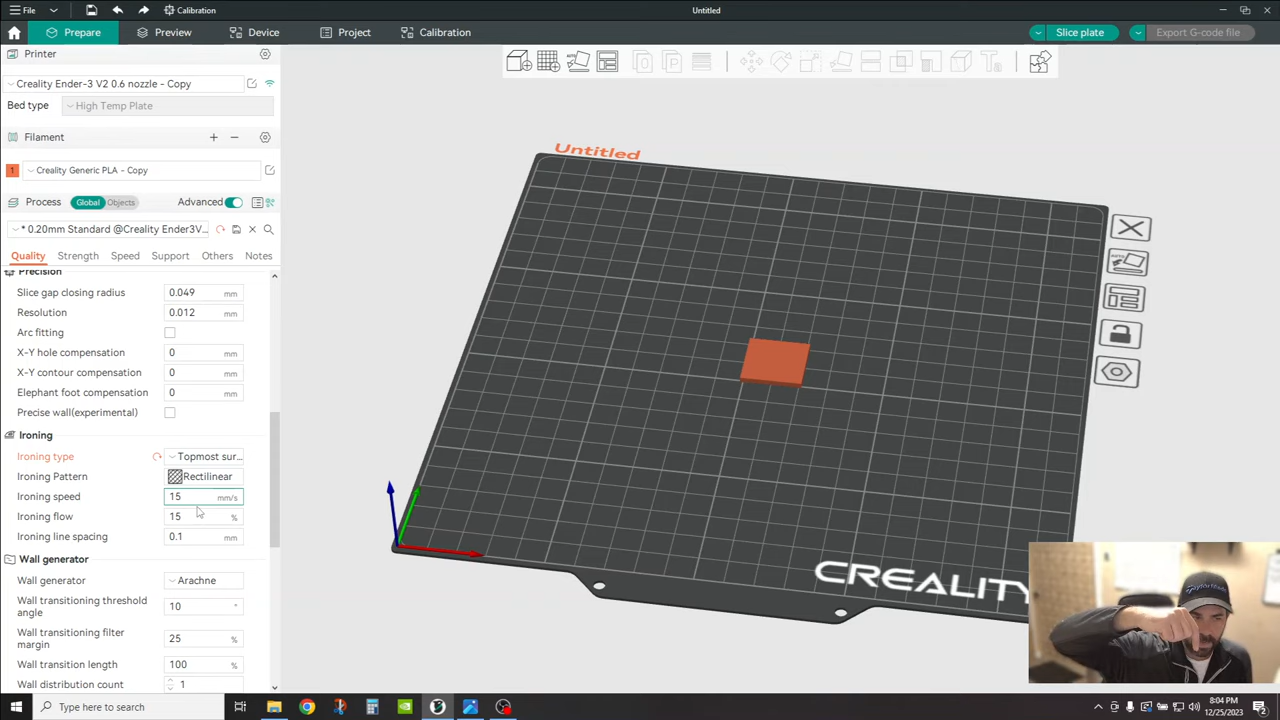 File
Calibration
Untitled
Prepare
Preview
Device
Project
Calibration
Slice plate
Export G-code file
Printer
Creality Ender-3 V2 0.6 nozzle - Copy
Bed type
High Temp Plate
Filament
1
Creality Generic PLA - Copy
Process
Global
Objects
Advanced
* 0.20mm Standard @Creality Ender3V...
Quality
Strength
Speed
Support
Others
Notes
Precision
Slice gap closing radius
0.049 mm
Resolution
0.012 mm
Arc fitting
X-Y hole compensation
0 mm
X-Y contour compensation
0 mm
Elephant foot compensation
0 mm
Precise wall(experimental)
Ironing
Ironing type
Topmost sur...
Ironing Pattern
Rectilinear
Ironing speed
15 mm/s
Ironing flow
15 %
Ironing line spacing
0.1 mm
Wall generator
Wall generator
Arachne
Wall transitioning threshold
angle
10 °
Wall transitioning filter
margin
25 %
Wall transition length
100 %
Wall distribution count
1
Untitled
AUTO
CREALITY
Type here to search
8:04 PM
12/25/2023
2